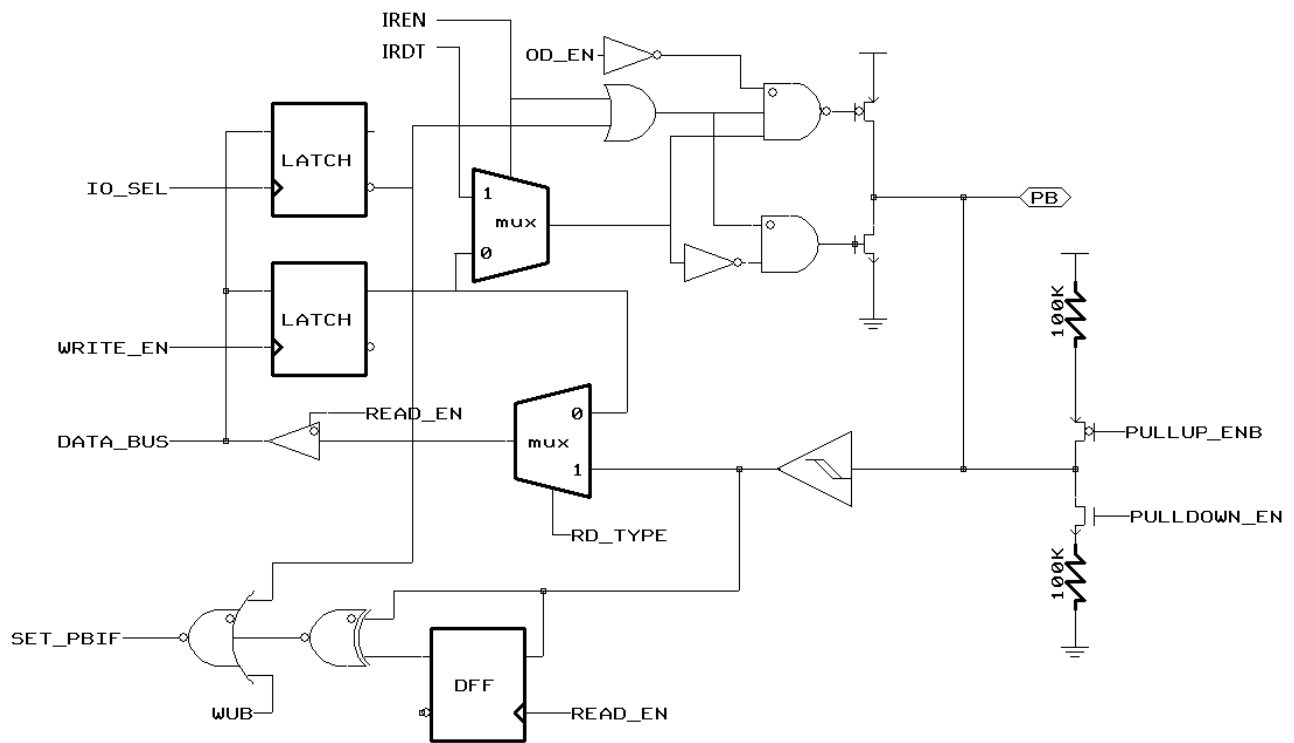 IREN
IRDT
OD_EN
LATCH
IO_SEL
1
mux
0
PB
LATCH
WRITE_EN
100K
READ_EN
DATA_BUS
0
mux
1
PULLUP_ENB
PULLDOWN_EN
RD_TYPE
100K
SET_PBIF
DFF
WUB
READ_EN